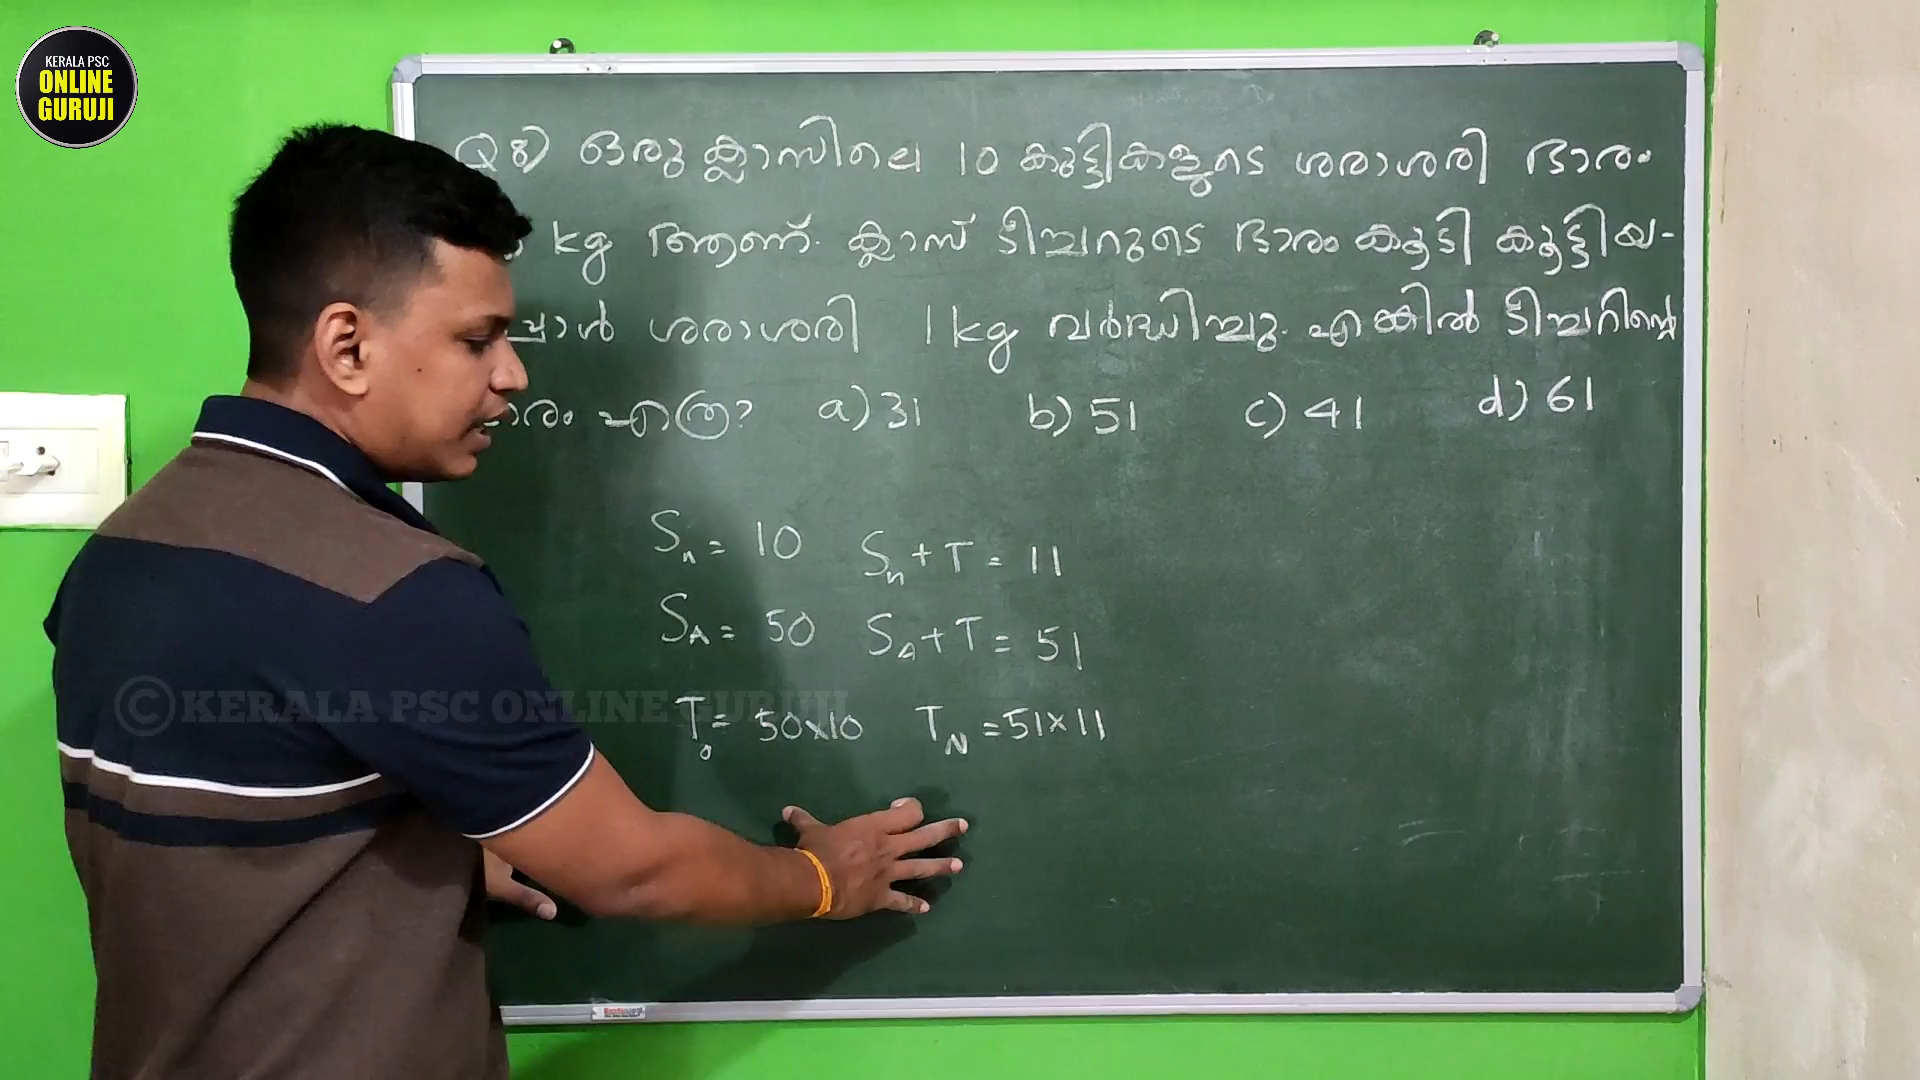 KERALA PSC
ONLINE
GURUJI
Q 8) ഒരു ക്ലാസിലെ 10 കുട്ടികളുടെ ശരാശരി ഭാരം
kg ആണ്. ക്ലാസ് ടീച്ചറുടെ ഭാരം കൂടി കൂട്ടിയ-
ശരാശരി 1 kg വർദ്ധിച്ചു. എങ്കിൽ ടീച്ചറിന്റെ
എത്ര? a) 31 b) 51 c) 41 d) 61
Sn = 10 Sn + T = 11
SA = 50 SA + T = 51
To = 50x10 TN = 51x11
© KERALA PSC ONLINE GURUJI